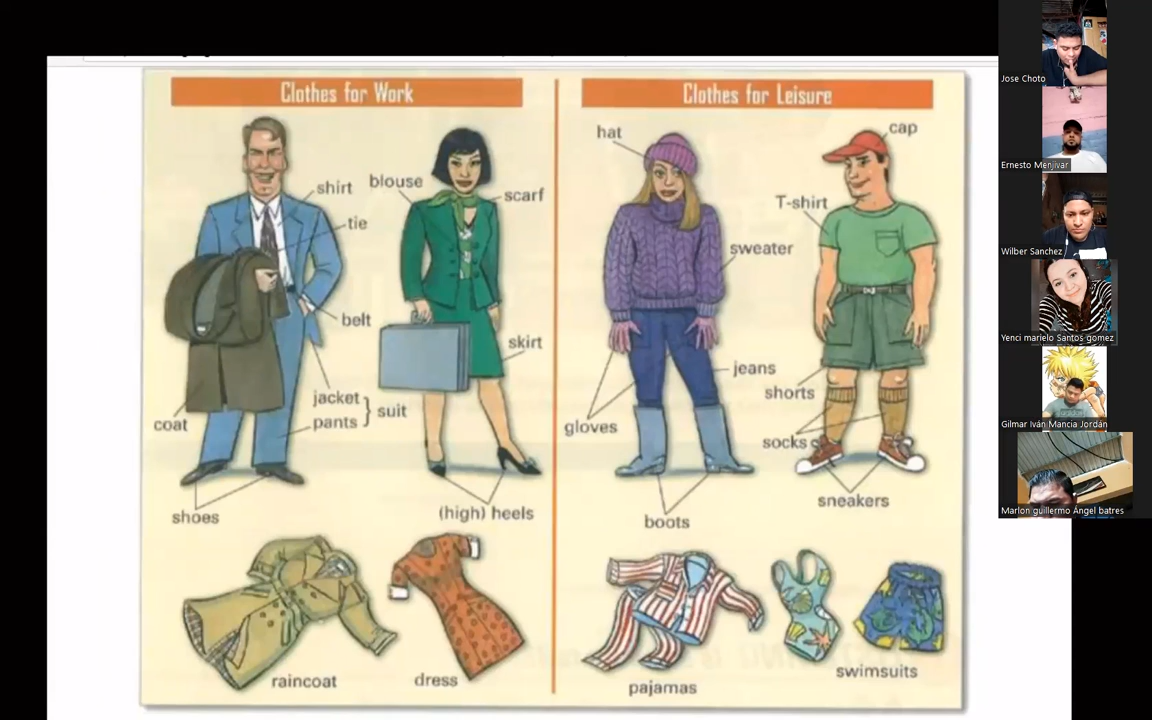 Clothes for Work
shirt
blouse
scarf
tie
belt
skirt
jacket
pants
suit
coat
shoes
(high) heels
raincoat
dress
Clothes for Leisure
hat
cap
T-shirt
sweater
jeans
shorts
gloves
socks
sneakers
boots
pajamas
swimsuits
Jose Choto
Ernesto Menjivar
Wilber Sanchez
Yenci marielo Santos gomez
Gilmar Iván Mancia Jordán
Marlon guillermo Ángel batres